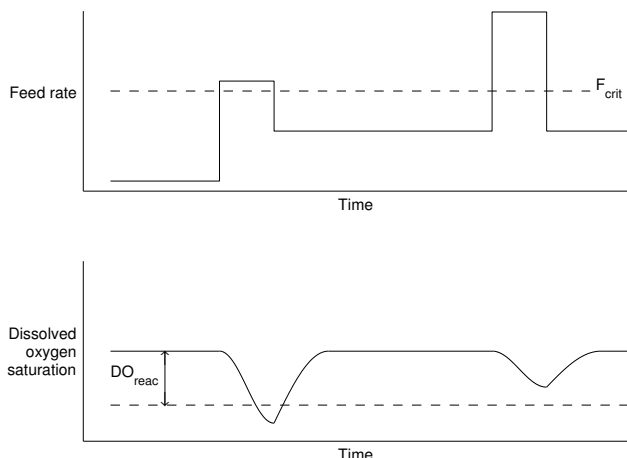 Feed rate
F_crit
Time
Dissolved
oxygen
saturation
DO_reac
Time